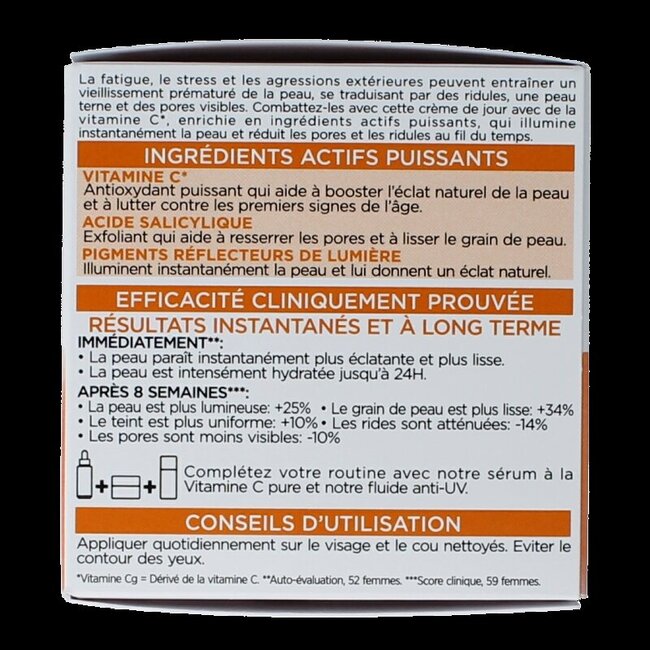 La fatigue, le stress et les agressions extérieures peuvent entraîner un
vieillissement prématuré de la peau, se traduisant par des ridules, une peau
terne et des pores visibles. Combattez-les avec cette crème de jour avec de la
vitamine C*, enrichie en ingrédients actifs puissants, qui illumine
instantanément la peau et réduit les pores et les ridules au fil du temps.
INGRÉDIENTS ACTIFS PUISSANTS
VITAMINE C*
Antioxydant puissant qui aide à booster l'éclat naturel de la peau
et à lutter contre les premiers signes de l'âge.
ACIDE SALICYLIQUE
Exfoliant qui aide à resserrer les pores et à lisser le grain de peau.
PIGMENTS RÉFLECTEURS DE LUMIÈRE
Illuminent instantanément la peau et lui donnent un éclat naturel.
EFFICACITÉ CLINIQUEMENT PROUVÉE
RÉSULTATS INSTANTANÉS ET À LONG TERME
IMMÉDIATEMENT**:
• La peau paraît instantanément plus éclatante et plus lisse.
• La peau est intensément hydratée jusqu'à 24H.
APRÈS 8 SEMAINES***:
• La peau est plus lumineuse: +25% • Le grain de peau est plus lisse: +34%
• Le teint est plus uniforme: +10% • Les rides sont atténuées: -14%
• Les pores sont moins visibles: -10%
Complétez votre routine avec notre sérum à la
Vitamine C pure et notre fluide anti-UV.
CONSEILS D'UTILISATION
Appliquer quotidiennement sur le visage et le cou nettoyés. Eviter le
contour des yeux.
*Vitamine Cg = Dérivé de la vitamine C. **Auto-évaluation, 52 femmes. ***Score clinique, 59 femmes.